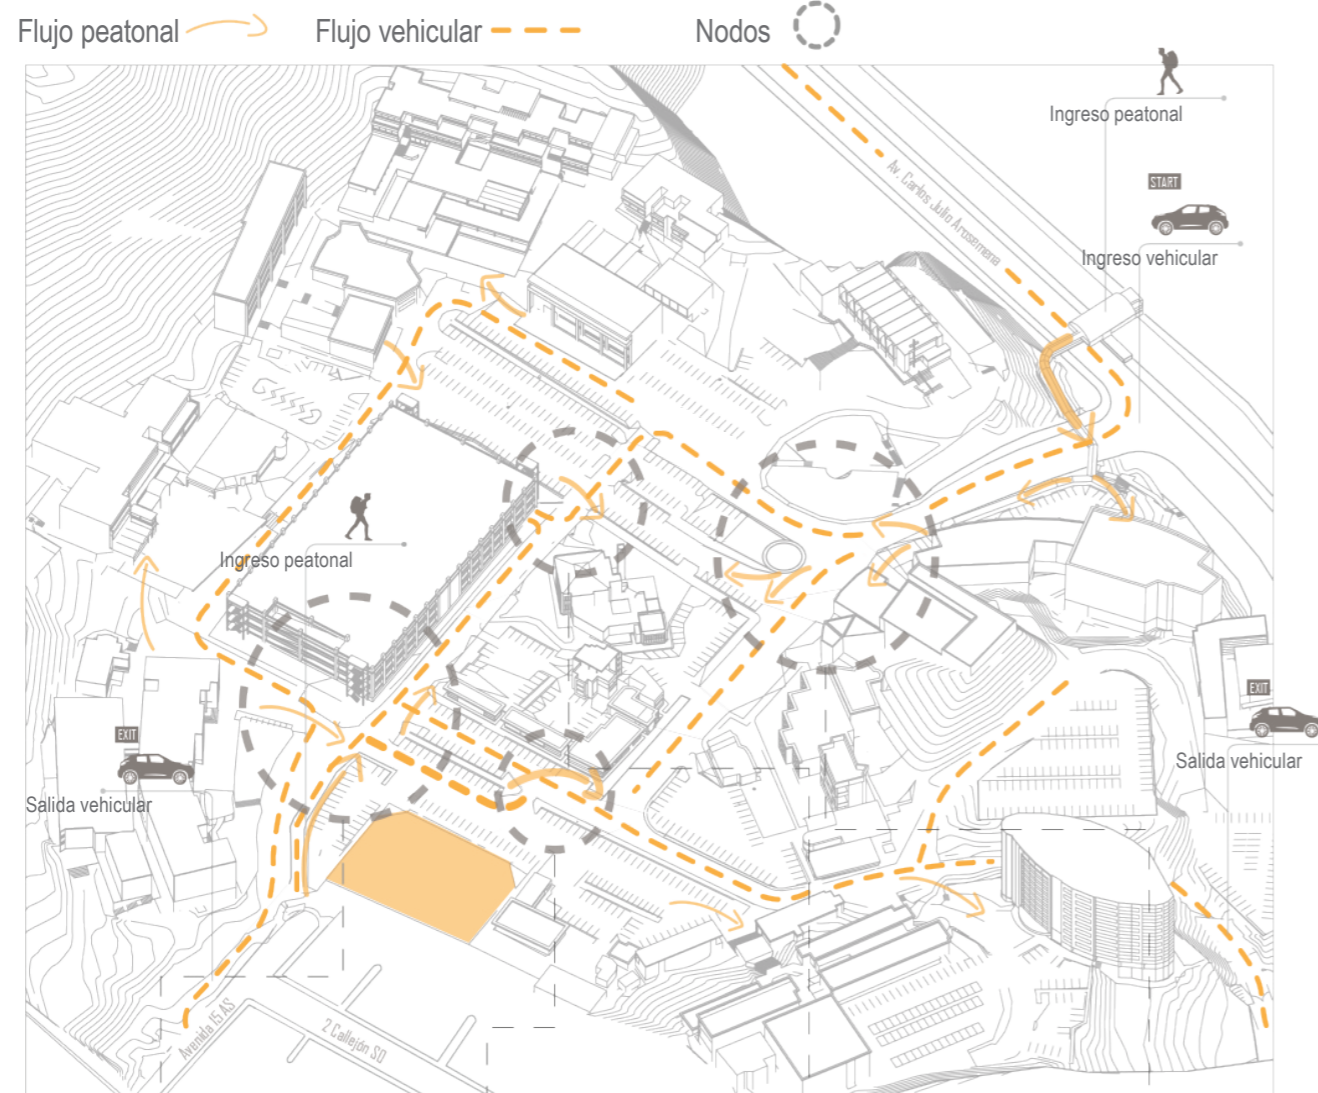 Flujo peatonal
Flujo vehicular
Nodos
Ingreso peatonal
START
Av. Carlos Julio Arosemena
Ingreso vehicular
Ingreso peatonal
EXIT
Salida vehicular
EXIT
Salida vehicular
Avenida 15 AS
2 Callejón SO